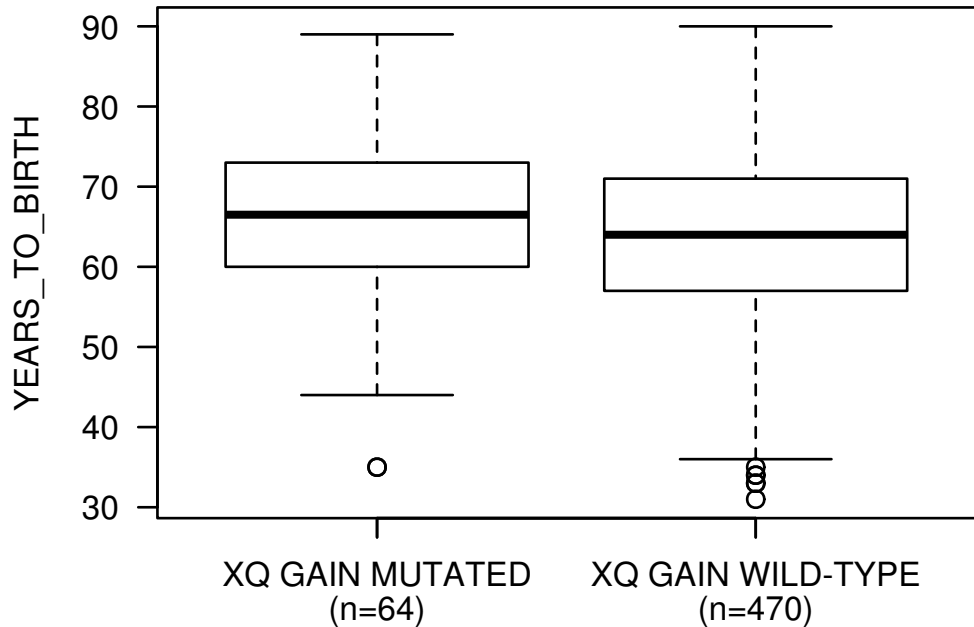 YEARS_TO_BIRTH
90
80
70
60
50
40
30
XQ GAIN MUTATED
(n=64)
XQ GAIN WILD-TYPE
(n=470)